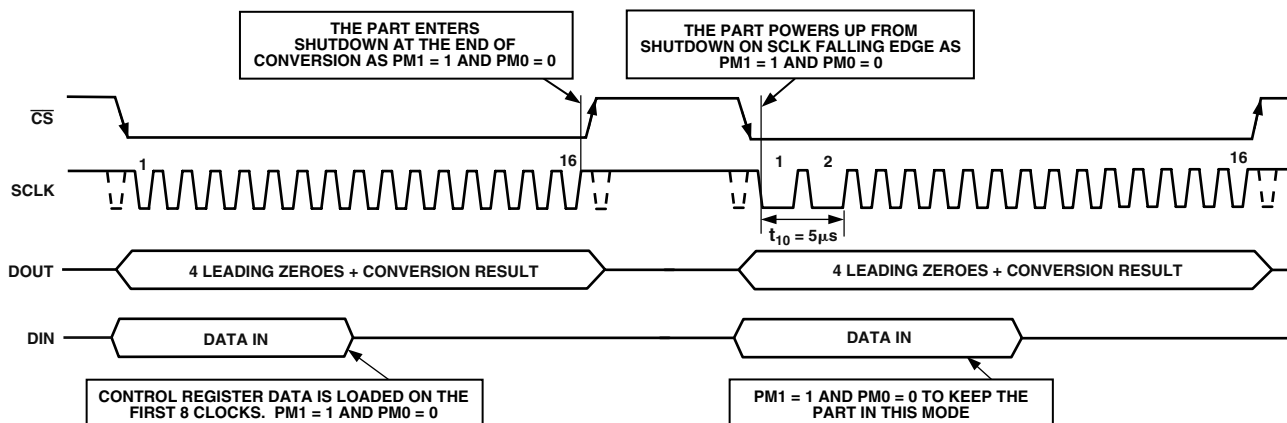 THE PART ENTERS
SHUTDOWN AT THE END OF
CONVERSION AS PM1 = 1 AND PM0 = 0
THE PART POWERS UP FROM
SHUTDOWN ON SCLK FALLING EDGE AS
PM1 = 1 AND PM0 = 0
CS
1
16
1
2
16
SCLK
t10 = 5µs
DOUT
4 LEADING ZEROES + CONVERSION RESULT
4 LEADING ZEROES + CONVERSION RESULT
DIN
DATA IN
DATA IN
CONTROL REGISTER DATA IS LOADED ON THE
FIRST 8 CLOCKS. PM1 = 1 AND PM0 = 0
PM1 = 1 AND PM0 = 0 TO KEEP THE
PART IN THIS MODE